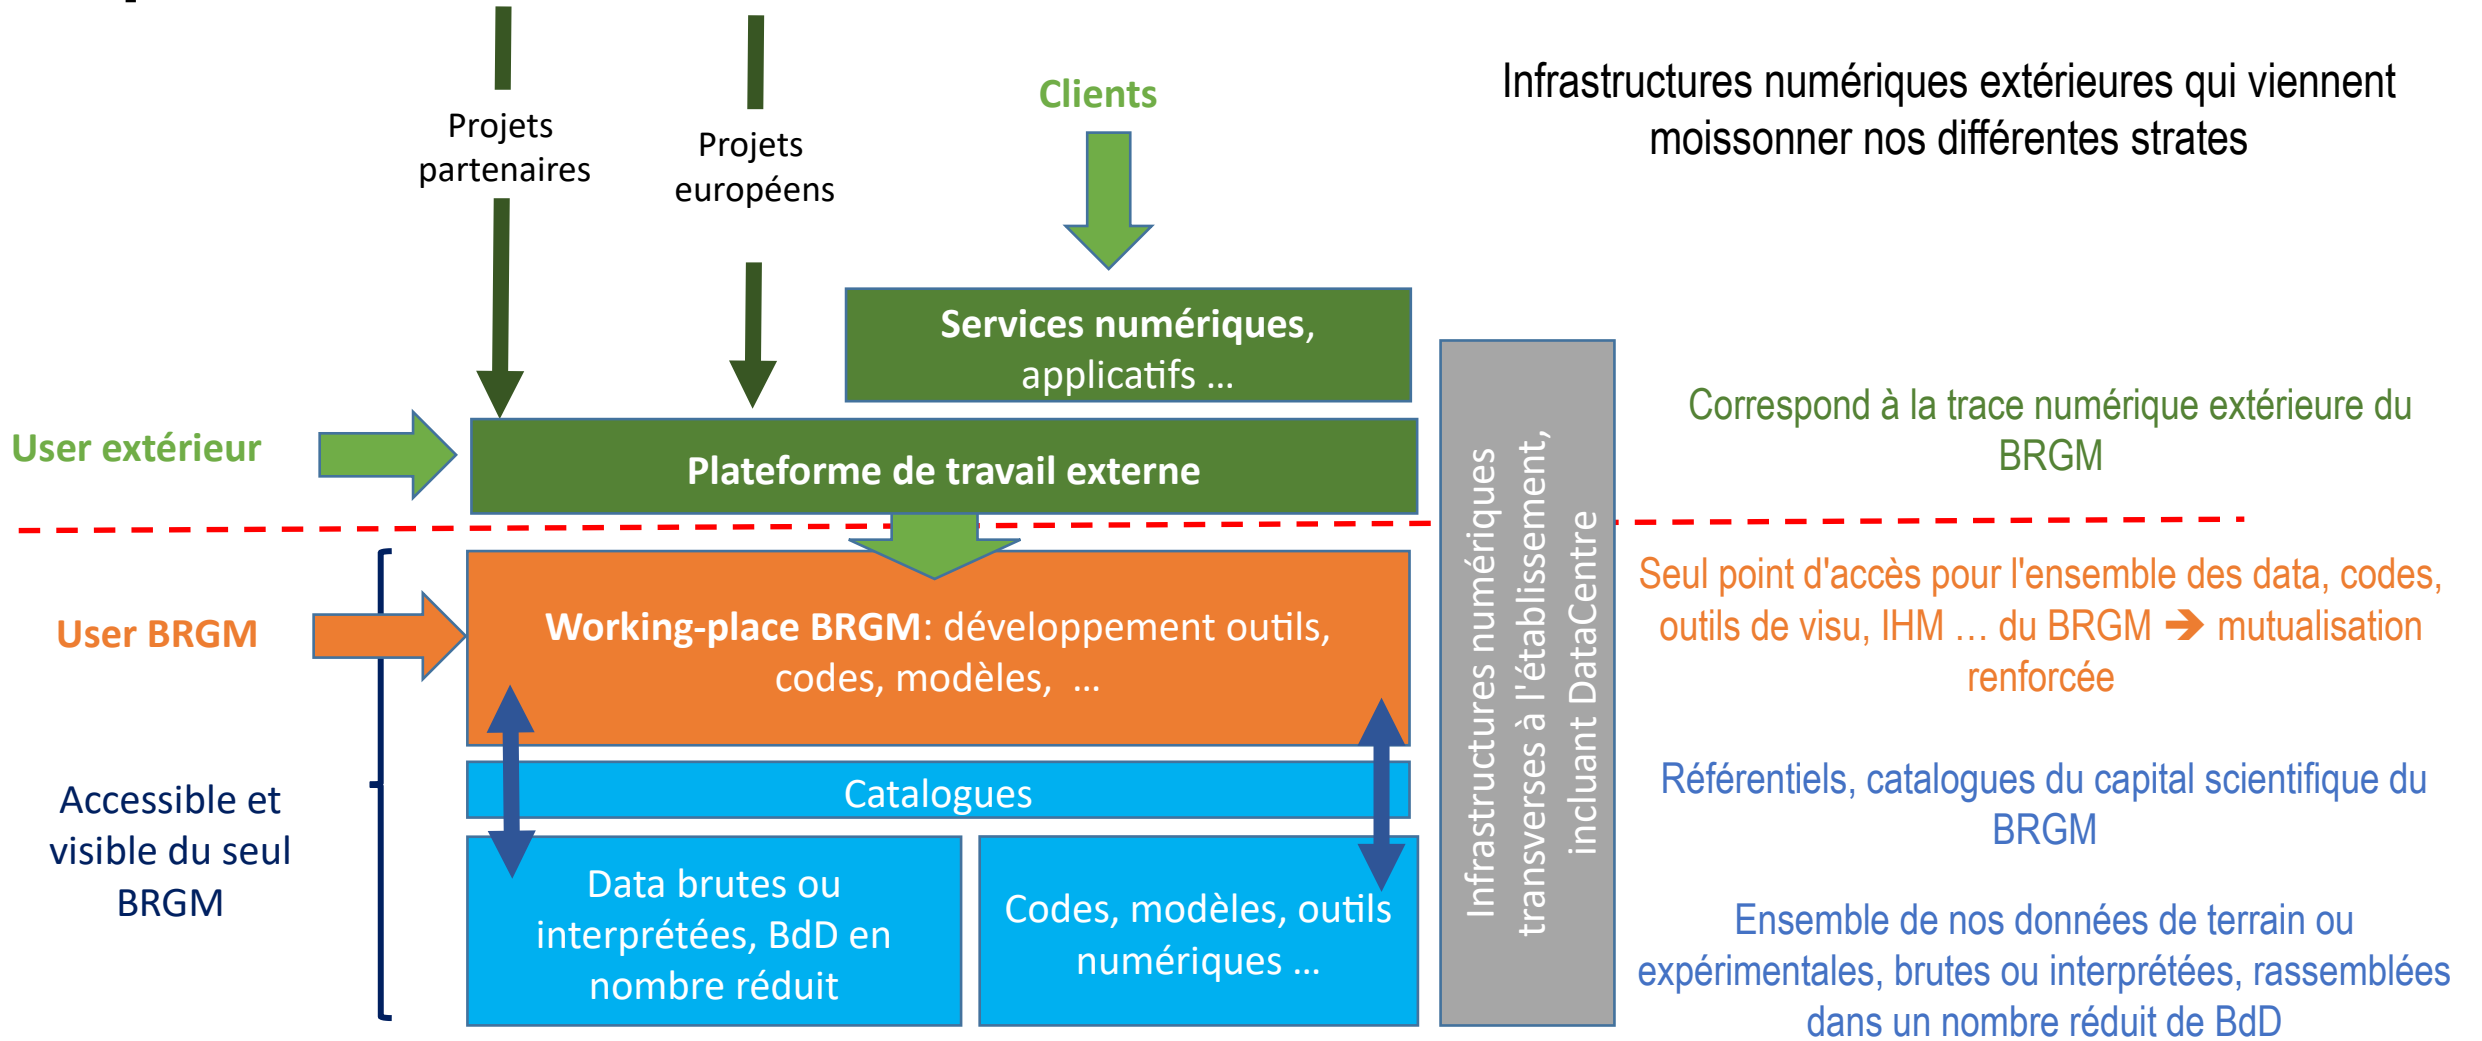 Projets
partenaires
Projets
européens
Clients
Infrastructures numériques extérieures qui viennent
moissonner nos différentes strates
Services numériques,
applicatifs ...
User extérieur
Plateforme de travail externe
Correspond à la trace numérique extérieure du
BRGM
User BRGM
Working-place BRGM: développement outils,
codes, modèles, ...
Seul point d'accès pour l'ensemble des data, codes,
outils de visu, IHM ... du BRGM ➔ mutualisation
renforcée
Accessible et
visible du seul
BRGM
Catalogues
Référentiels, catalogues du capital scientifique du
BRGM
Data brutes ou
interprétées, BdD en
nombre réduit
Codes, modèles, outils
numériques ...
Infrastructures numériques
transverses à l'établissement,
incluant DataCentre
Ensemble de nos données de terrain ou
expérimentales, brutes ou interprétées, rassemblées
dans un nombre réduit de BdD